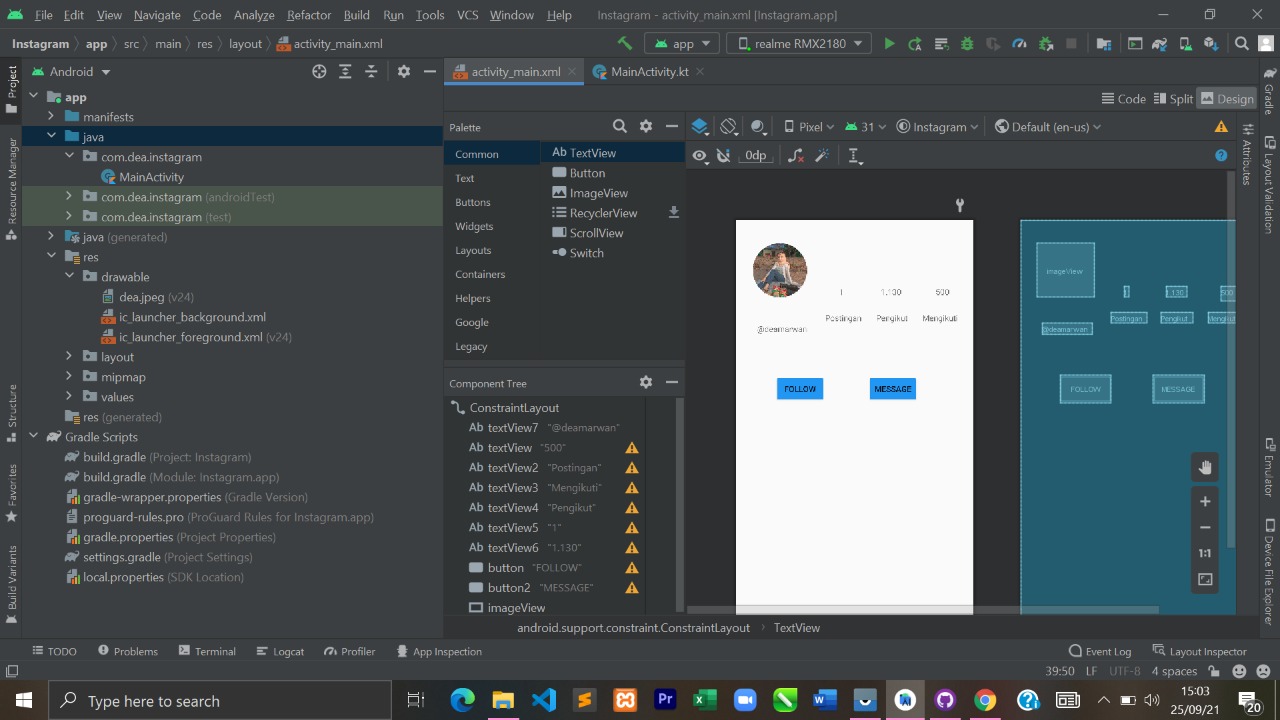 File Edit View Navigate Code Analyze Refactor Build Run Tools VCS Window Help Instagram - activity_main.xml [Instagram.app]
Instagram app src main res layout activity_main.xml app realme RMX2180
Project
Resource Manager
Structure
Favorites
Build Variants
Android
app
manifests
java
com.dea.instagram
MainActivity
com.dea.instagram (androidTest)
com.dea.instagram (test)
java (generated)
res
drawable
dea.jpeg (v24)
ic_launcher_background.xml
ic_launcher_foreground.xml (v24)
layout
mipmap
values
res (generated)
Gradle Scripts
build.gradle (Project: Instagram)
build.gradle (Module: Instagram.app)
gradle-wrapper.properties (Gradle Version)
proguard-rules.pro (ProGuard Rules for Instagram.app)
gradle.properties (Project Properties)
settings.gradle (Project Settings)
local.properties (SDK Location)
activity_main.xml MainActivity.kt
Code Split Design
Palette
Common
Text
Buttons
Widgets
Layouts
Containers
Helpers
Google
Legacy
Ab TextView
Button
ImageView
RecyclerView
ScrollView
Switch
Component Tree
ConstraintLayout
Ab textView7 "@deamarwan"
Ab textView "500"
Ab textView2 "Postingan"
Ab textView3 "Mengikuti"
Ab textView4 "Pengikut"
Ab textView5 "1"
Ab textView6 "1.130"
button "FOLLOW"
button2 "MESSAGE"
imageView
Pixel 31 Instagram Default (en-us)
0dp
1 1.130 500
Postingan Pengikut Mengikuti
@deamarwan
FOLLOW MESSAGE
imageView
1 1.130 500
Postingan Pengikut Mengikuti
@deamarwan
FOLLOW MESSAGE
1:1
Attributes
Gradle
Layout Validation
Emulator
Device File Explorer
android.support.constraint.ConstraintLayout TextView
TODO Problems Terminal Logcat Profiler App Inspection Event Log Layout Inspector
39:50 LF UTF-8 4 spaces
Type here to search
Pr
15:03
25/09/21
20